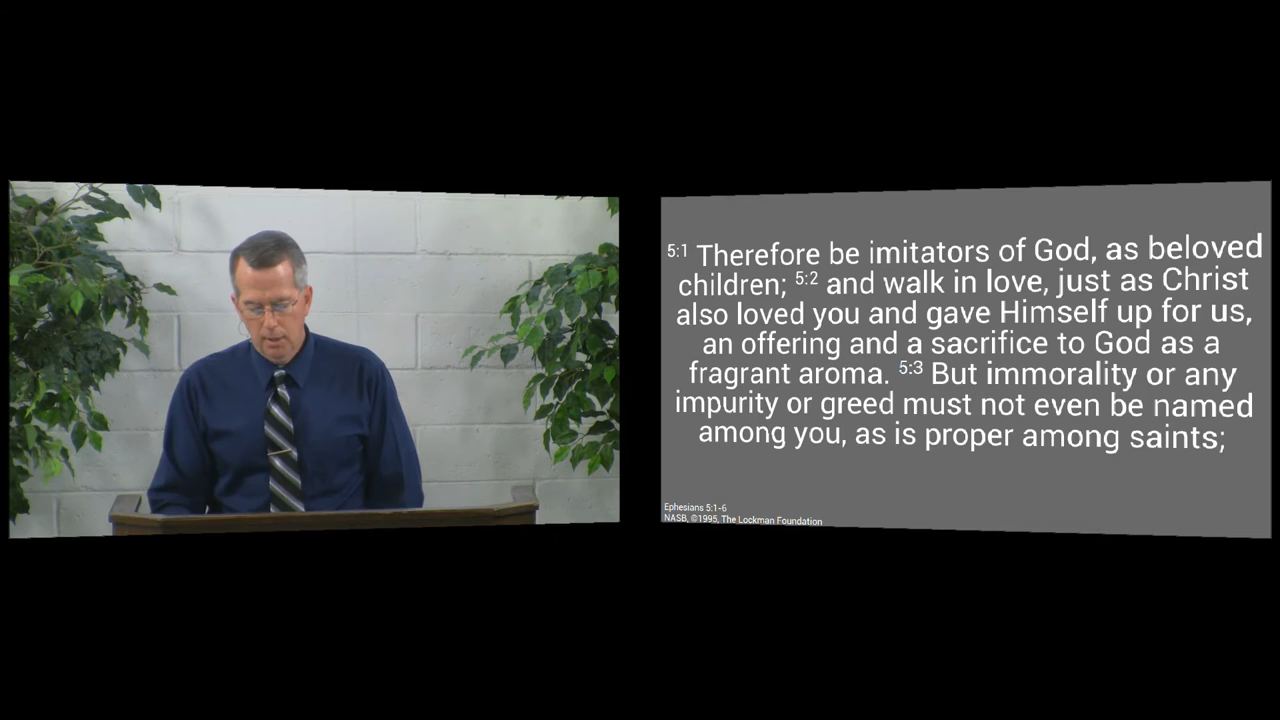 5:1 Therefore be imitators of God, as beloved
children; 5:2 and walk in love, just as Christ
also loved you and gave Himself up for us,
an offering and a sacrifice to God as a
fragrant aroma. 5:3 But immorality or any
impurity or greed must not even be named
among you, as is proper among saints;
Ephesians 5:1-6
NASB, ©1995, The Lockman Foundation